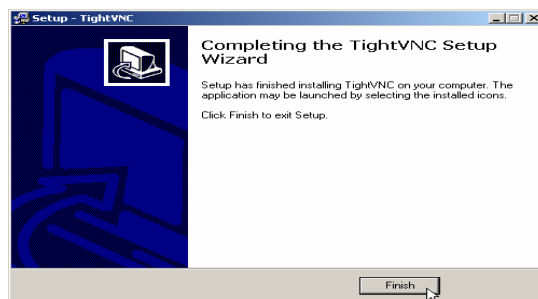 Setup - TightVNC
Completing the TightVNC Setup
Wizard
Setup has finished installing TightVNC on your computer. The
application may be launched by selecting the installed icons.
Click Finish to exit Setup.
Finish